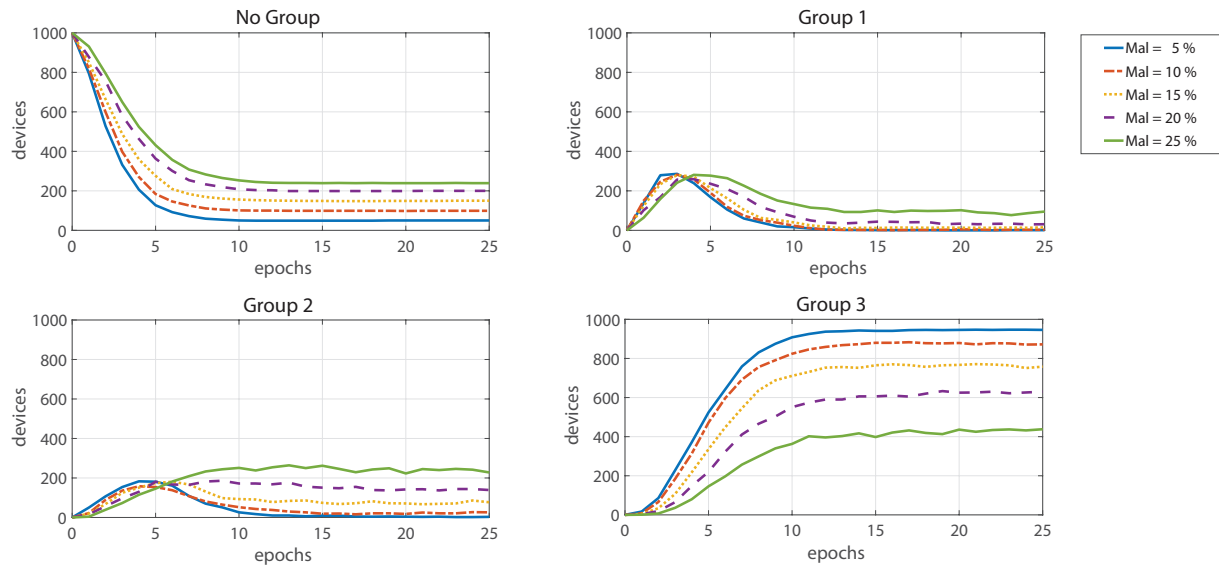 No Group
1000
800
600
400
200
0
devices
0 5 10 15 20 25
epochs
Group 1
1000
800
600
400
200
0
devices
0 5 10 15 20 25
epochs
Mal = 5 %
Mal = 10 %
Mal = 15 %
Mal = 20 %
Mal = 25 %
Group 2
1000
800
600
400
200
0
devices
0 5 10 15 20 25
epochs
Group 3
1000
800
600
400
200
0
devices
0 5 10 15 20 25
epochs